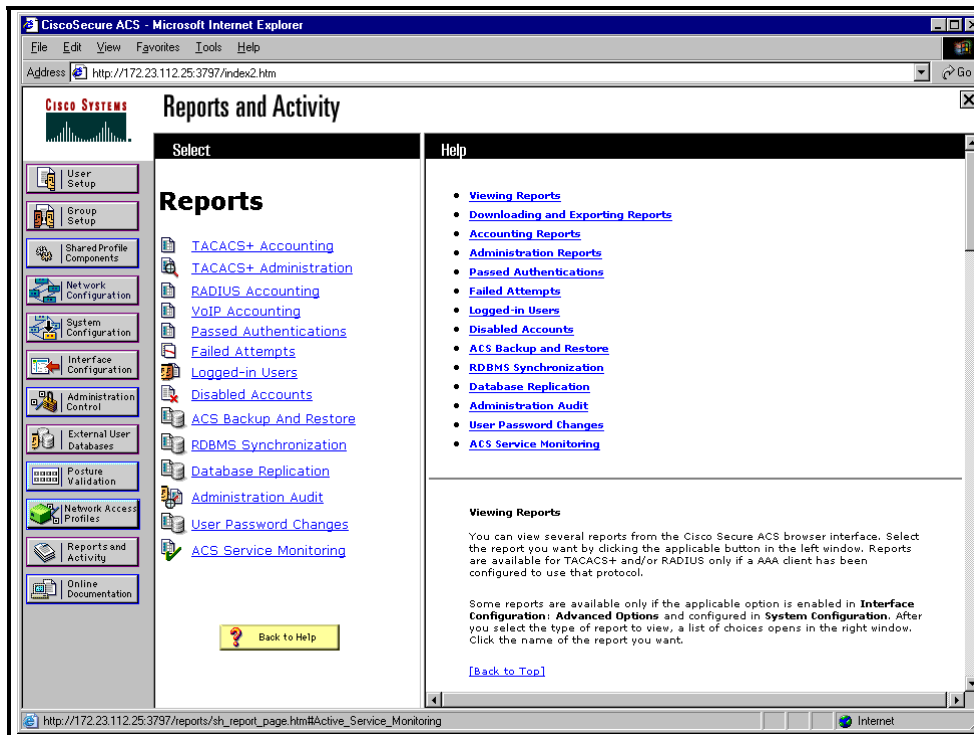 CiscoSecure ACS - Microsoft Internet Explorer
File Edit View Favorites Tools Help
Address http://172.23.112.25:3797/index2.htm Go
CISCO SYSTEMS
Reports and Activity
User
Setup
Group
Setup
Shared Profile
Components
Network
Configuration
System
Configuration
Interface
Configuration
Administration
Control
External User
Databases
Posture
Validation
Network Access
Profiles
Reports and
Activity
Online
Documentation
Select
Reports
TACACS+ Accounting
TACACS+ Administration
RADIUS Accounting
VoIP Accounting
Passed Authentications
Failed Attempts
Logged-in Users
Disabled Accounts
ACS Backup And Restore
RDBMS Synchronization
Database Replication
Administration Audit
User Password Changes
ACS Service Monitoring
? Back to Help
Help
Viewing Reports
Downloading and Exporting Reports
Accounting Reports
Administration Reports
Passed Authentications
Failed Attempts
Logged-in Users
Disabled Accounts
ACS Backup and Restore
RDBMS Synchronization
Database Replication
Administration Audit
User Password Changes
ACS Service Monitoring
Viewing Reports
You can view several reports from the Cisco Secure ACS browser interface. Select
the report you want by clicking the applicable button in the left window. Reports
are available for TACACS+ and/or RADIUS only if a AAA client has been
configured to use that protocol.
Some reports are available only if the applicable option is enabled in Interface
Configuration: Advanced Options and configured in System Configuration. After
you select the type of report to view, a list of choices opens in the right window.
Click the name of the report you want.
[Back to Top]
http://172.23.112.25:3797/reports/sh_report_page.htm#Active_Service_Monitoring
Internet